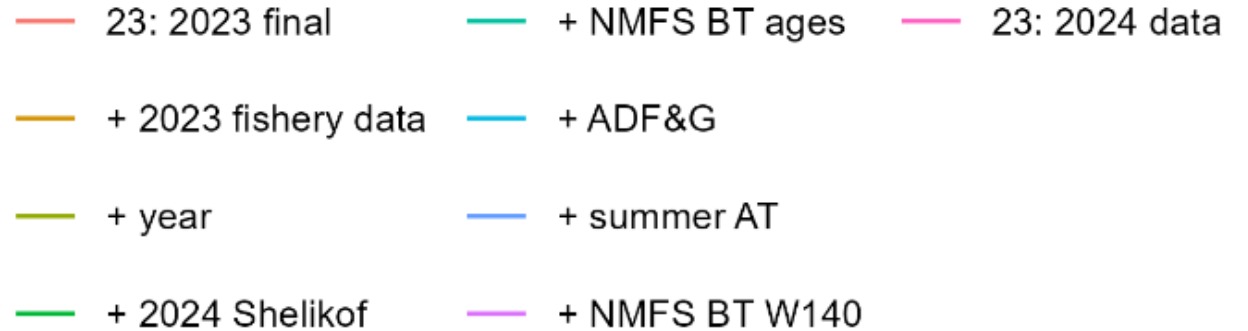 23: 2023 final
+ 2023 fishery data
+ year
+ 2024 Shelikof
+ NMFS BT ages
+ ADF&G
+ summer AT
+ NMFS BT W140
23: 2024 data